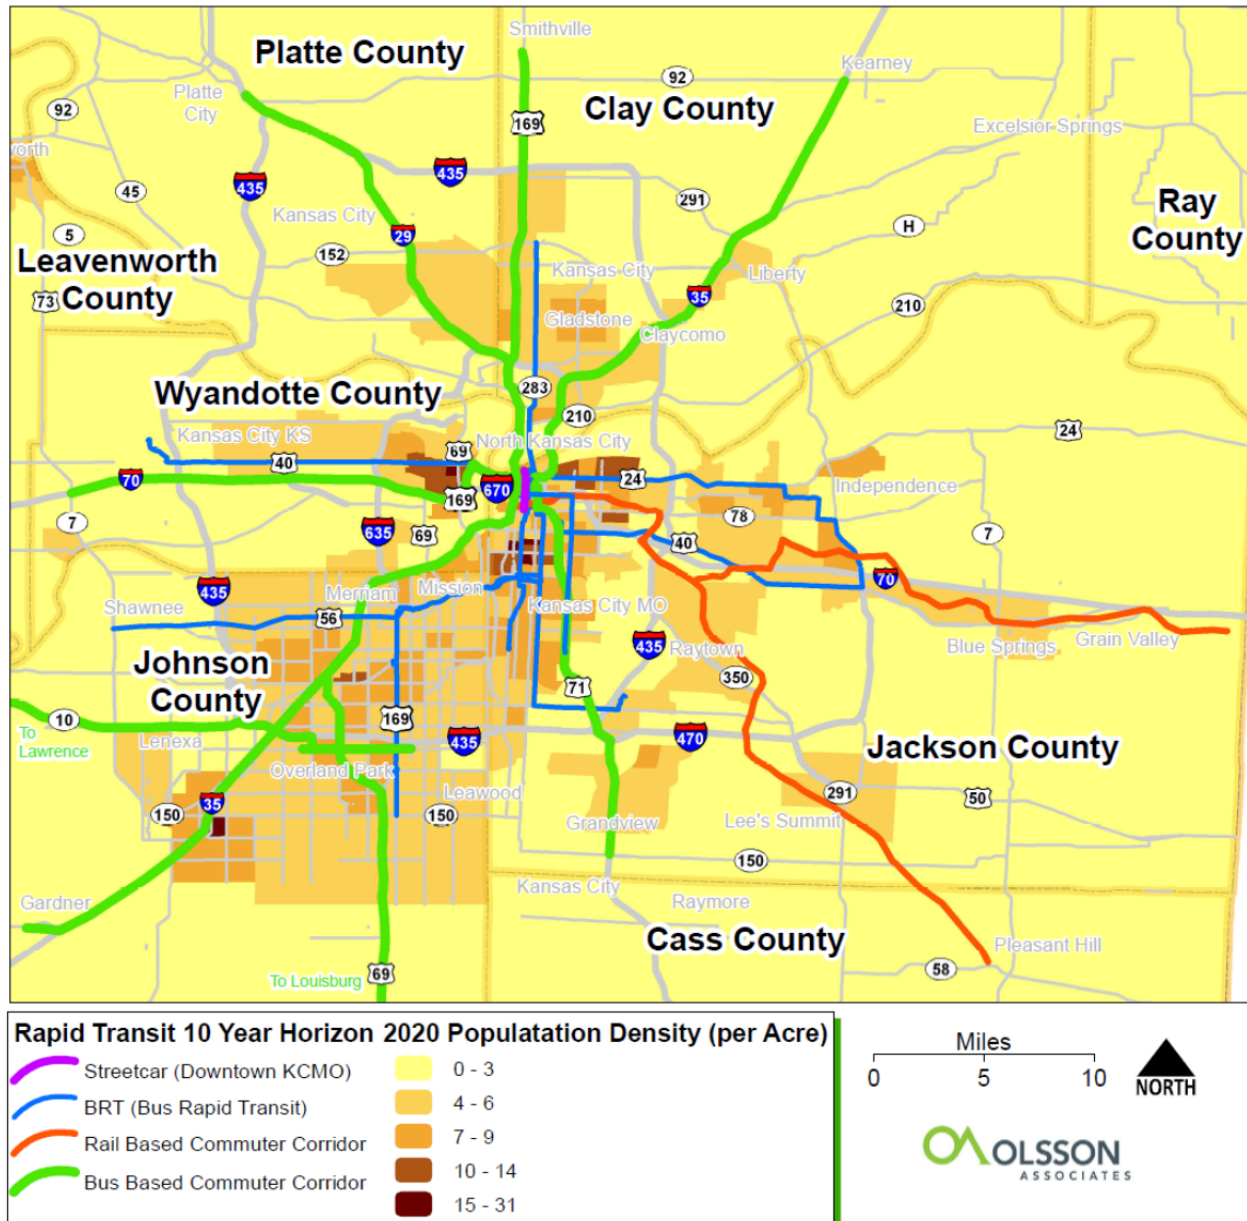 Smithville
Platte County
Kearney
92
Platte
City
Clay County
92
169
Excelsior Springs
435
435
45
291
Ray
County
Kansas City
H
5
29
152
Leavenworth
County
Kansas City
Liberty
73
35
210
Gladstone
Claycomo
Wyandotte County
283
210
24
Kansas City KS
North Kansas City
69
40
70
24
Independence
670
169
7
78
7
635
69
40
70
435
Merriam
Mission
Shawnee
Kansas City MO
56
Blue Springs
Grain Valley
435
Raytown
Johnson
County
350
71
10
169
To
Lawrence
Lenexa
435
470
Jackson County
Overland Park
Leawood
291
50
35
150
150
Grandview
Lee's Summit
150
Kansas City
Gardner
Raymore
Cass County
Pleasant Hill
58
69
To Louisburg
Rapid Transit 10 Year Horizon
Streetcar (Downtown KCMO)
BRT (Bus Rapid Transit)
Rail Based Commuter Corridor
Bus Based Commuter Corridor
2020 Populatation Density (per Acre)
0 - 3
4 - 6
7 - 9
10 - 14
15 - 31
Miles
0 5 10
NORTH
OLSSON
ASSOCIATES